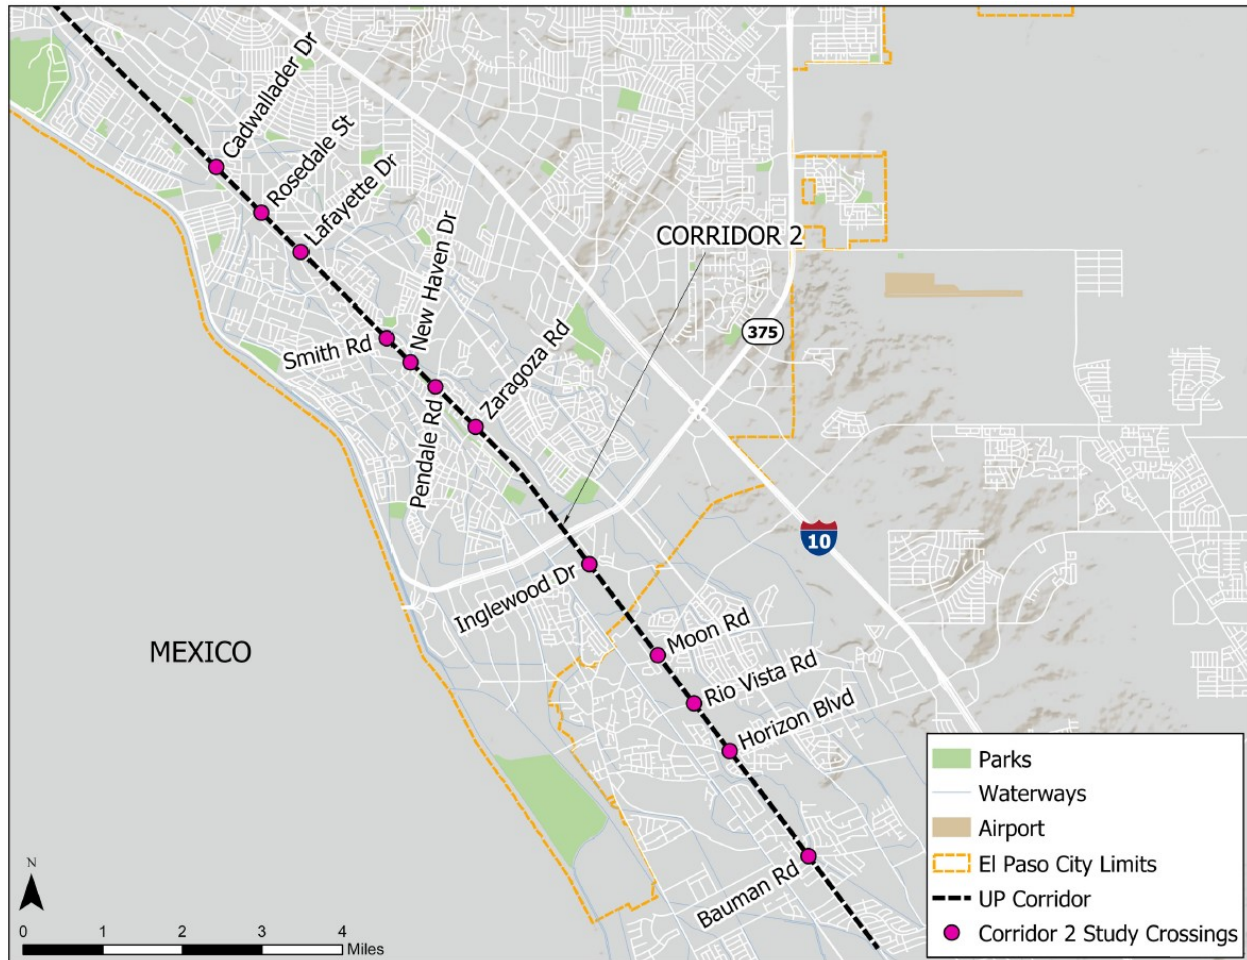 Cadwallader Dr
Rosedale St
Lafayette Dr
New Haven Dr
CORRIDOR 2
Smith Rd
Zaragoza Rd
375
Pendale Rd
10
Inglewood Dr
Moon Rd
MEXICO
Rio Vista Rd
Horizon Blvd
Bauman Rd
Parks
Waterways
Airport
El Paso City Limits
UP Corridor
Corridor 2 Study Crossings
N
0 1 2 3 4
Miles